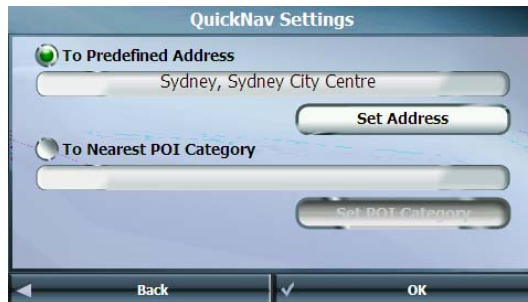 QuickNav Settings
To Predefined Address
Sydney, Sydney City Centre
Set Address
To Nearest POI Category
Set POI Category
Back
OK